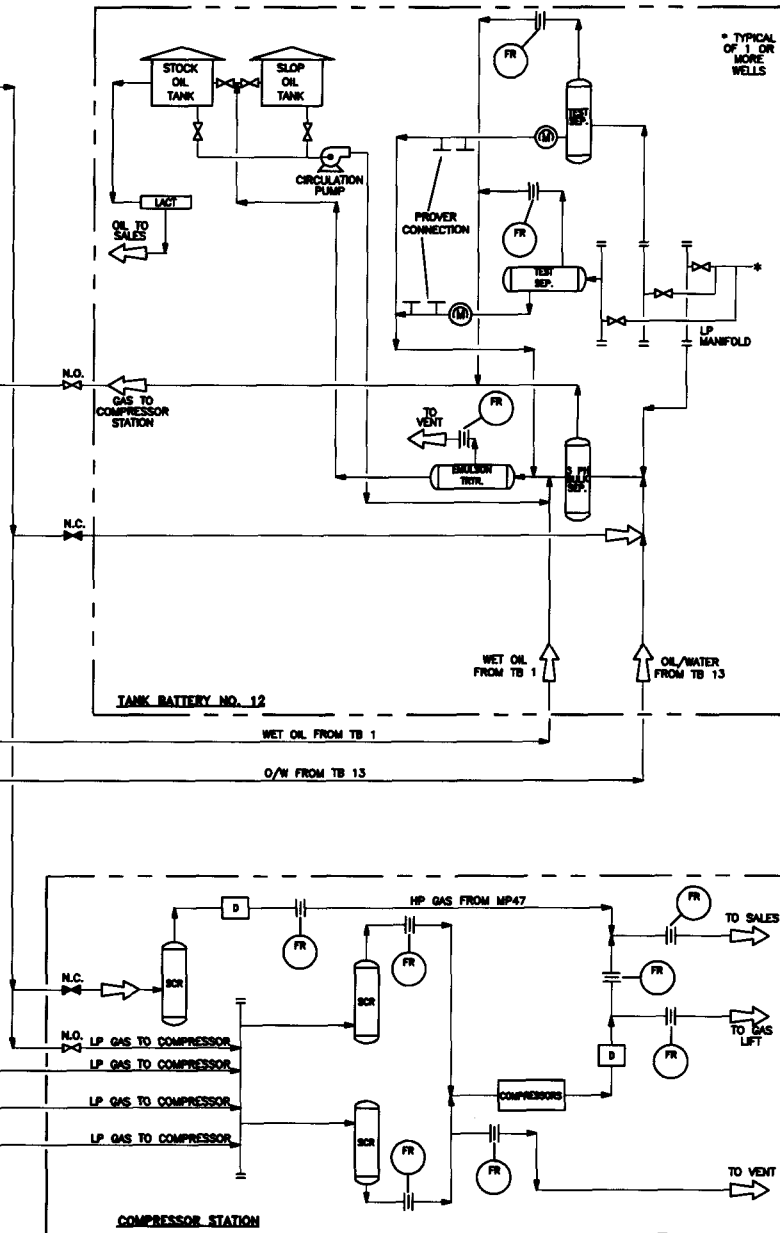 * TYPICAL
OF 1 OR
MORE
WELLS
FR
STOCK
OIL
TANK
SLOP
OIL
TANK
TEST
SEP.
M
CIRCULATION
PUMP
LACT
OIL TO
SALES
PROVER
CONNECTION
FR
TEST
SEP.
*
M
LP
MANIFOLD
N.O.
GAS TO
COMPRESSOR
STATION
TO
VENT
FR
EMULSON
TRTR.
3 PH
BULK
SEP.
N.C.
WET OIL
FROM TB 1
OIL/WATER
FROM TB 13
TANK BATTERY NO. 12
WET OIL FROM TB 1
O/W FROM TB 13
D
HP GAS FROM MP47
FR
FR
FR
TO SALES
N.C.
SCR
SCR
FR
N.O.
LP GAS TO COMPRESSOR
LP GAS TO COMPRESSOR
LP GAS TO COMPRESSOR
LP GAS TO COMPRESSOR
TO GAS
LIFT
D
FR
COMPRESSORS
SCR
FR
FR
TO VENT
COMPRESSOR STATION